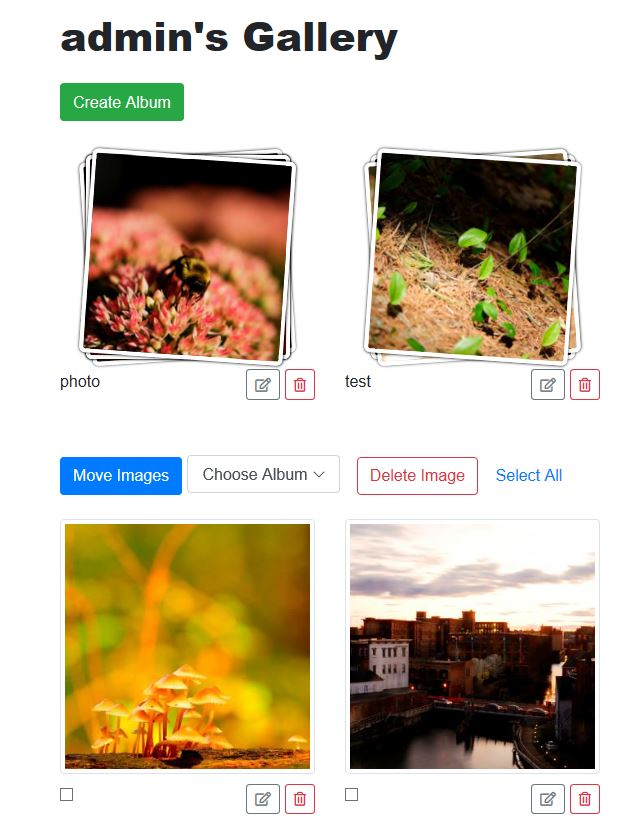 admin's Gallery
Create Album
photo
test
Move Images
Choose Album
Delete Image
Select All